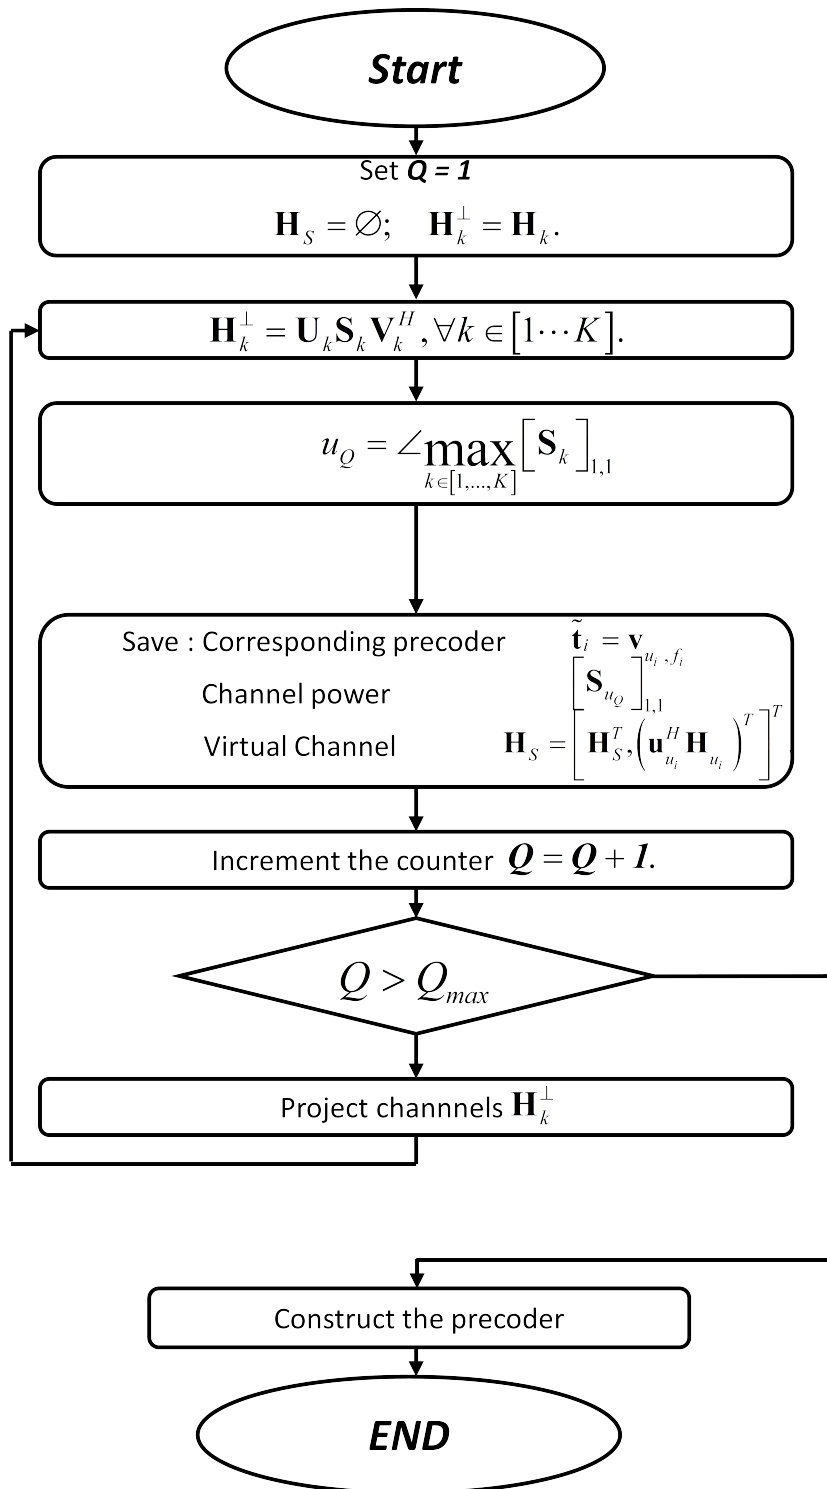 Start
Set Q = 1
H_S = ∅; H_k^⊥ = H_k.
H_k^⊥ = U_k S_k V_k^H, ∀k ∈ [1⋯K].
u_Q = ∠ max_{k∈[1,...,K]} [S_k]_{1,1}
Save : Corresponding precoder t̃_i = v_{u_i, f_i}
Channel power [S_{u_Q}]_{1,1}
Virtual Channel H_S = [H_S^T, (u_{u_i}^H H_{u_i})^T]^T.
Increment the counter Q = Q + 1.
Q > Q_max
Project channnels H_k^⊥
Construct the precoder
END